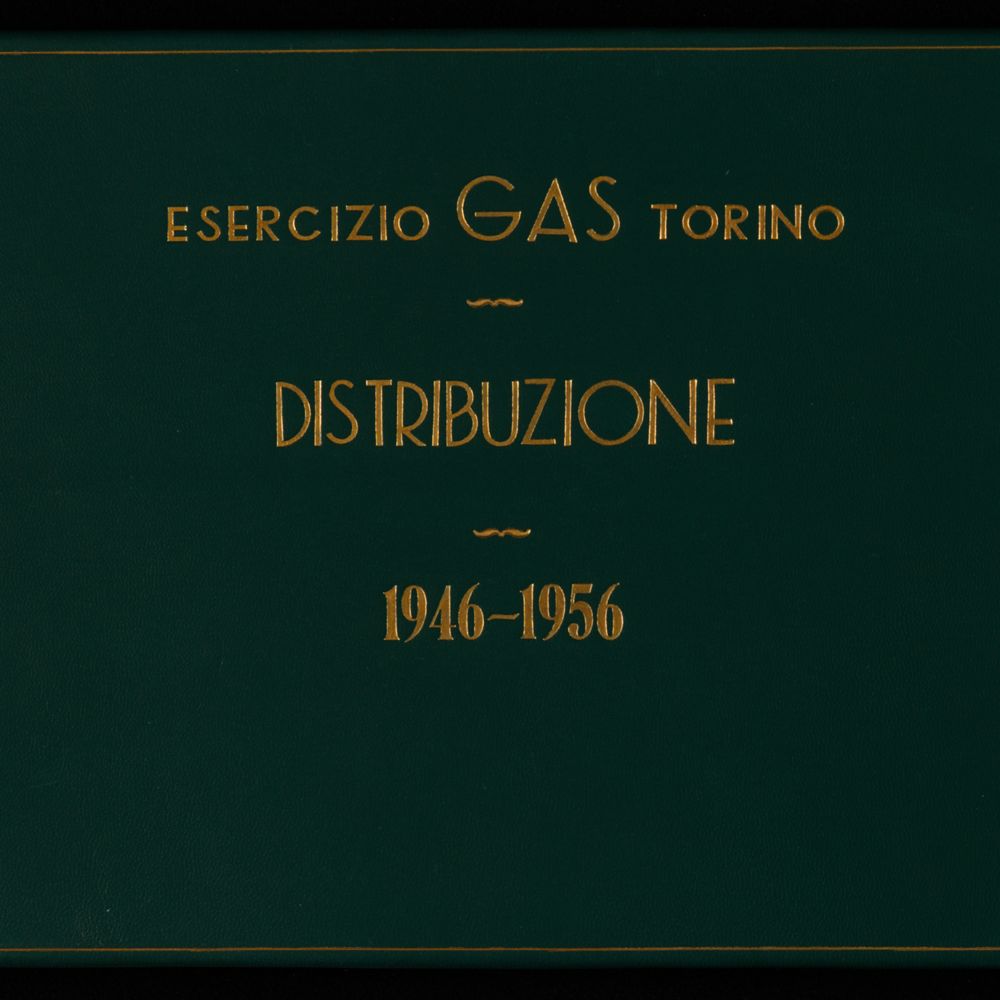 ESERCIZIO GAS TORINO
DISTRIBUZIONE
1946-1956